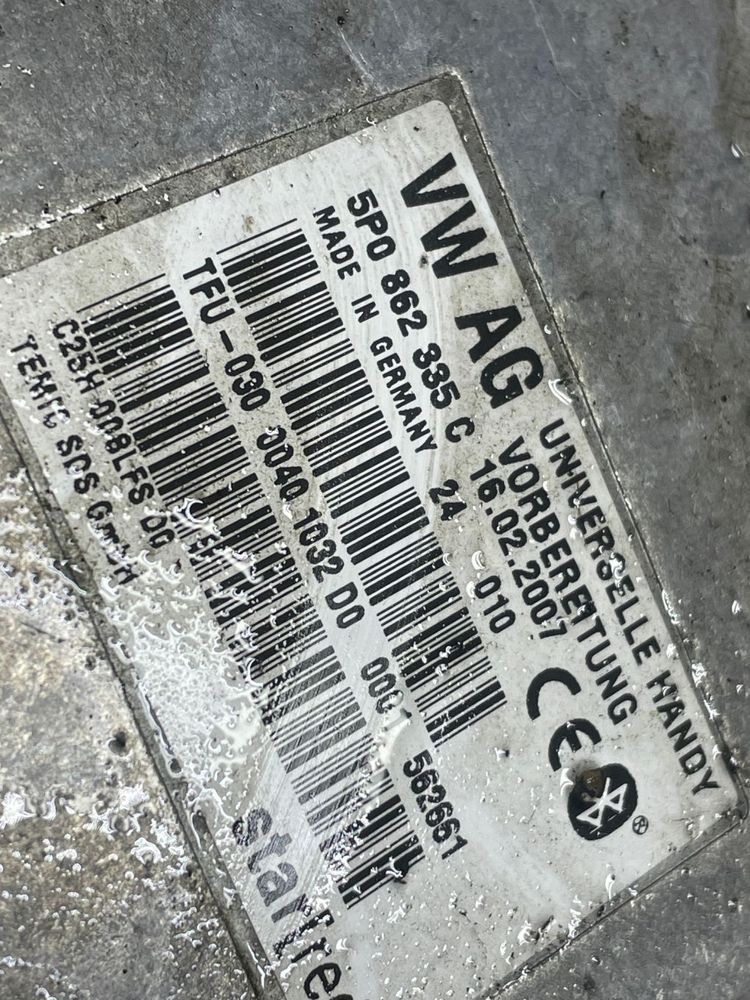 VW AG UNIVERSELLE HANDY
VORBEREITUNG
5P0 862 335 C 16.02.2007
MADE IN GERMANY 24 010
CE
TFU-030 0040 1032 D0 0001 562661
C25H 008LFS D0
TEMIC SDS GmbH